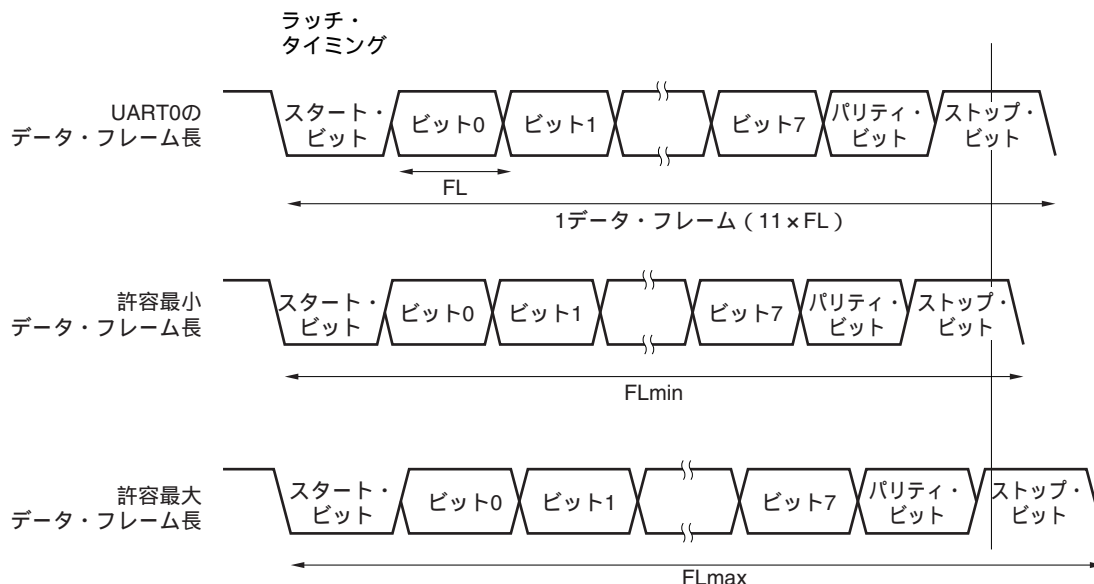 ラッチ・
タイミング
UART0の
データ・フレーム長
スタート・
ビット
ビット0
ビット1
ビット7
パリティ・
ビット
ストップ・
ビット
FL
1データ・フレーム(11×FL)
許容最小
データ・フレーム長
スタート・
ビット
ビット0
ビット1
ビット7
パリティ・
ビット
ストップ・
ビット
FLmin
許容最大
データ・フレーム長
スタート・
ビット
ビット0
ビット1
ビット7
パリティ・
ビット
ストップ・
ビット
FLmax